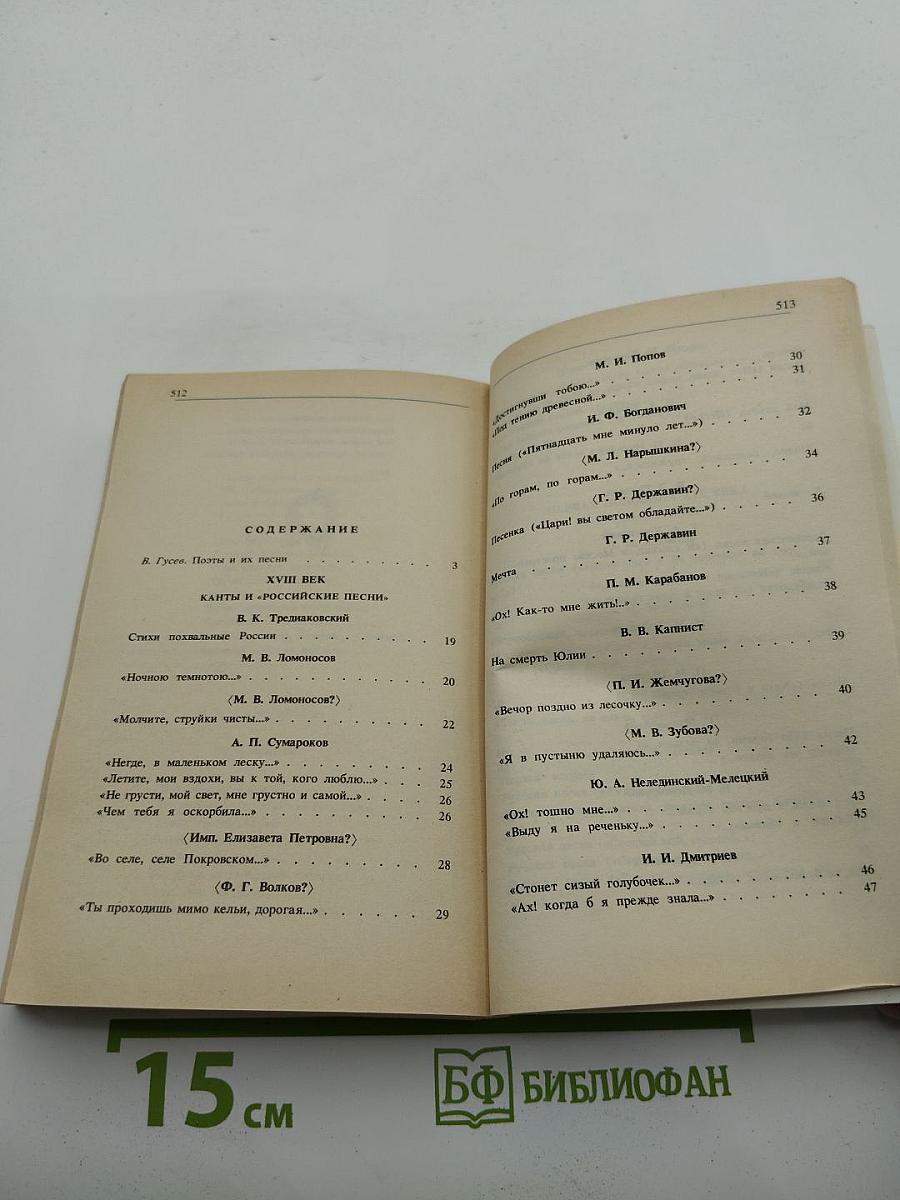 512
СОДЕРЖАНИЕ
В. Гусев. Поэты и их песни . . . . . . . . . 3
XVIII ВЕК
КАНТЫ И «РОССИЙСКИЕ ПЕСНИ»
В. К. Тредиаковский
Стихи похвальные России . . . . . . . . . . 19
М. В. Ломоносов
«Ночною темнотою...» . . . . . . . . . . . 20
〈М. В. Ломоносов?〉
«Молчите, струйки чисты...» . . . . . . . . . 22
А. П. Сумароков
«Негде, в маленьком леску...» . . . . . . . . . 24
«Летите, мои вздохи, вы к той, кого люблю...» . . . 25
«Не грусти, мой свет, мне грустно и самой...» . . . . 26
«Чем тебя я оскорбила...» . . . . . . . . . . 26
〈Имп. Елизавета Петровна?〉
«Во селе, селе Покровском...» . . . . . . . . . 28
〈Ф. Г. Волков?〉
«Ты проходишь мимо кельи, дорогая...» . . . . . . 29
513
М. И. Попов
«Достигнувши тобою...» . . . . . . . . . . 30
«Под тению древесной...» . . . . . . . . . . 31
И. Ф. Богданович
Песня («Пятнадцать мне минуло лет...») . . . . . 32
〈М. Л. Нарышкина?〉
«По горам, по горам...» . . . . . . . . . . 34
〈Г. Р. Державин?〉
Песенка («Цари! вы светом обладайте...») . . . . . 36
Г. Р. Державин
Мечта . . . . . . . . . . . . . . . 37
П. М. Карабанов
«Ох! Как-то мне жить!..» . . . . . . . . . . 38
В. В. Капнист
На смерть Юлии . . . . . . . . . . . . 39
〈П. И. Жемчугова?〉
«Вечор поздно из лесочку...» . . . . . . . . . 40
〈М. В. Зубова?〉
«Я в пустыню удаляюсь...» . . . . . . . . . 42
Ю. А. Нелединский-Мелецкий
«Ох! тошно мне...» . . . . . . . . . . . . 43
«Выду я на реченьку...» . . . . . . . . . . 45
И. И. Дмитриев
«Стонет сизый голубочек...» . . . . . . . . . 46
«Ах! когда б я прежде знала...» . . . . . . . . 47
15 см
БФ БИБЛИОФАН